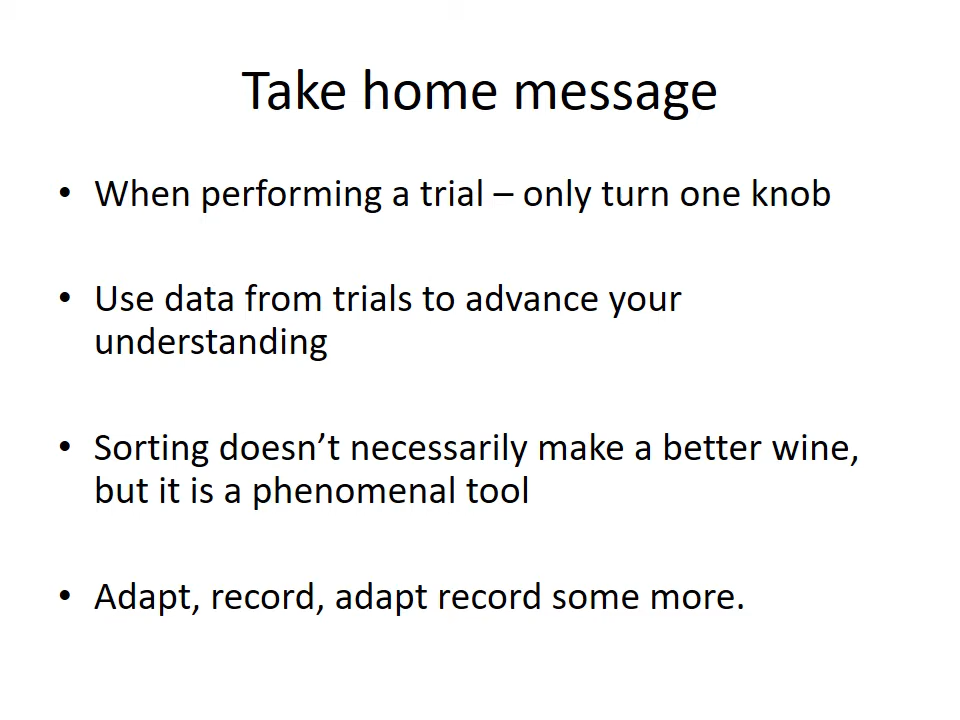 Take home message
• When performing a trial – only turn one knob
• Use data from trials to advance your
understanding
• Sorting doesn’t necessarily make a better wine,
but it is a phenomenal tool
• Adapt, record, adapt record some more.